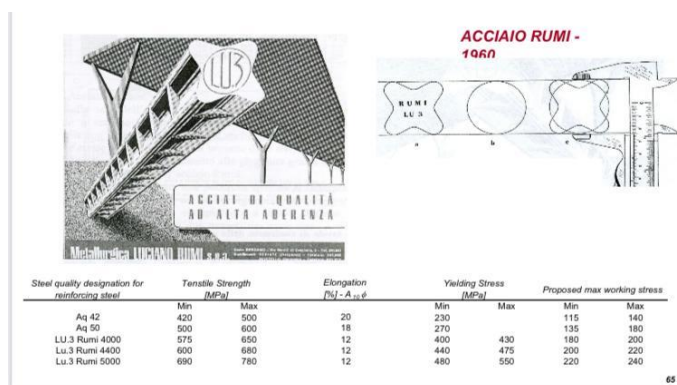 ACCIAIO RUMI -
1960
LU3
ACCIAI DI QUALITÀ
AD ALTA ADERENZA
Metallurgica LUCIANO RUMI s.p.a.
RUMI
LU 3
a
b
c
Steel quality designation for reinforcing steel Tenstile Strength [MPa] Elongation [%] - A 10 ϕ Yielding Stress [MPa] Proposed max working stress
Min Max Min Max Min Max
Aq 42 420 500 20 230 115 140
Aq 50 500 600 18 270 135 180
LU.3 Rumi 4000 575 650 12 400 430 180 200
Lu.3 Rumi 4400 600 680 12 440 475 200 220
Lu.3 Rumi 5000 690 780 12 480 550 220 240
65